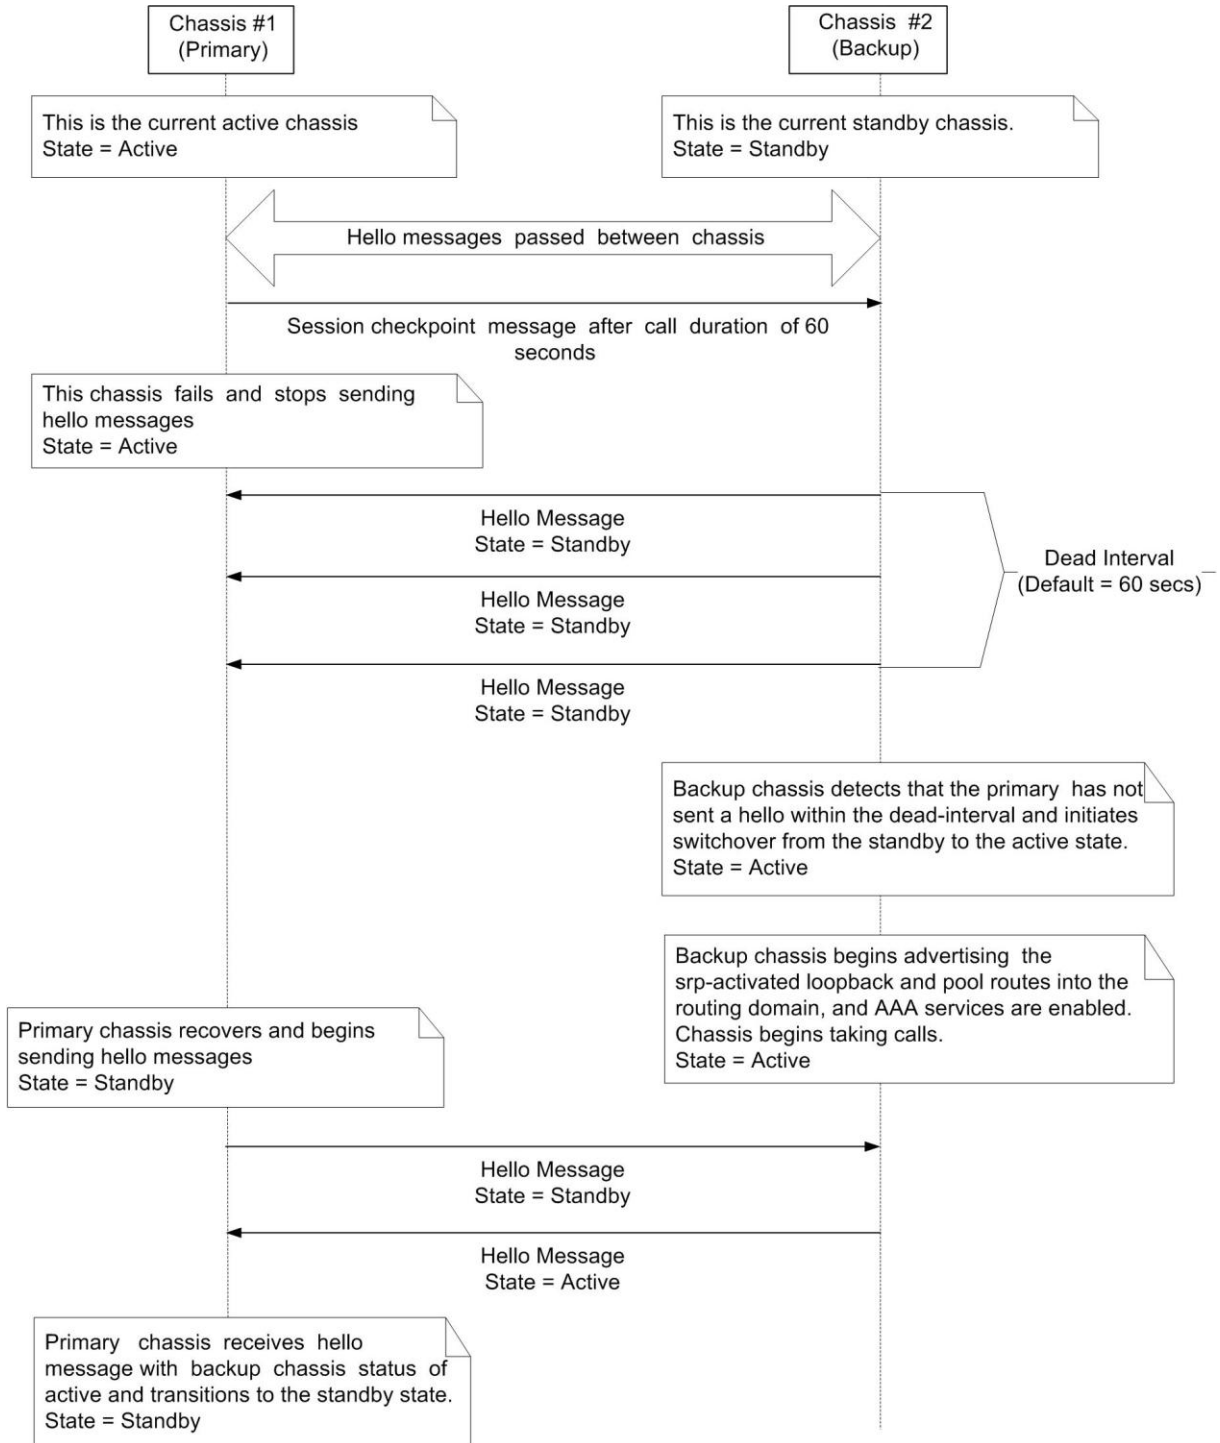 Chassis #1
(Primary)
Chassis #2
(Backup)
This is the current active chassis
State = Active
This is the current standby chassis.
State = Standby
Hello messages passed between chassis
Session checkpoint message after call duration of 60
seconds
This chassis fails and stops sending
hello messages
State = Active
Hello Message
State = Standby
Dead Interval
(Default = 60 secs)
Hello Message
State = Standby
Hello Message
State = Standby
Backup chassis detects that the primary has not
sent a hello within the dead-interval and initiates
switchover from the standby to the active state.
State = Active
Backup chassis begins advertising the
srp-activated loopback and pool routes into the
routing domain, and AAA services are enabled.
Chassis begins taking calls.
State = Active
Primary chassis recovers and begins
sending hello messages
State = Standby
Hello Message
State = Standby
Hello Message
State = Active
Primary chassis receives hello
message with backup chassis status of
active and transitions to the standby state.
State = Standby